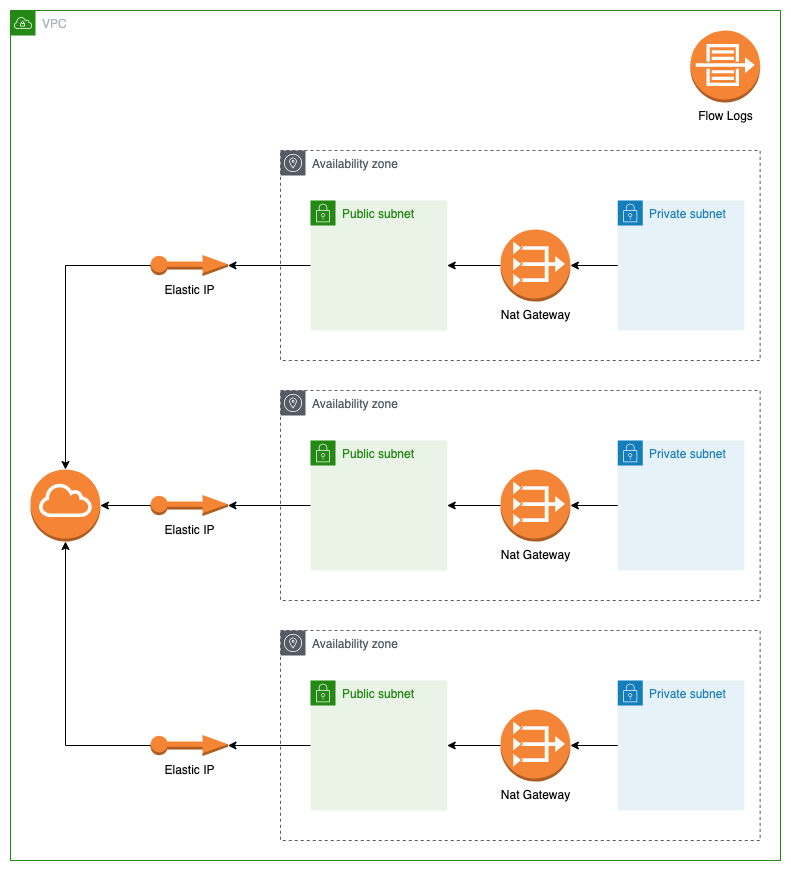 VPC
Flow Logs
Availability zone
Public subnet
Private subnet
Elastic IP
Nat Gateway
Availability zone
Public subnet
Private subnet
Elastic IP
Nat Gateway
Availability zone
Public subnet
Private subnet
Elastic IP
Nat Gateway